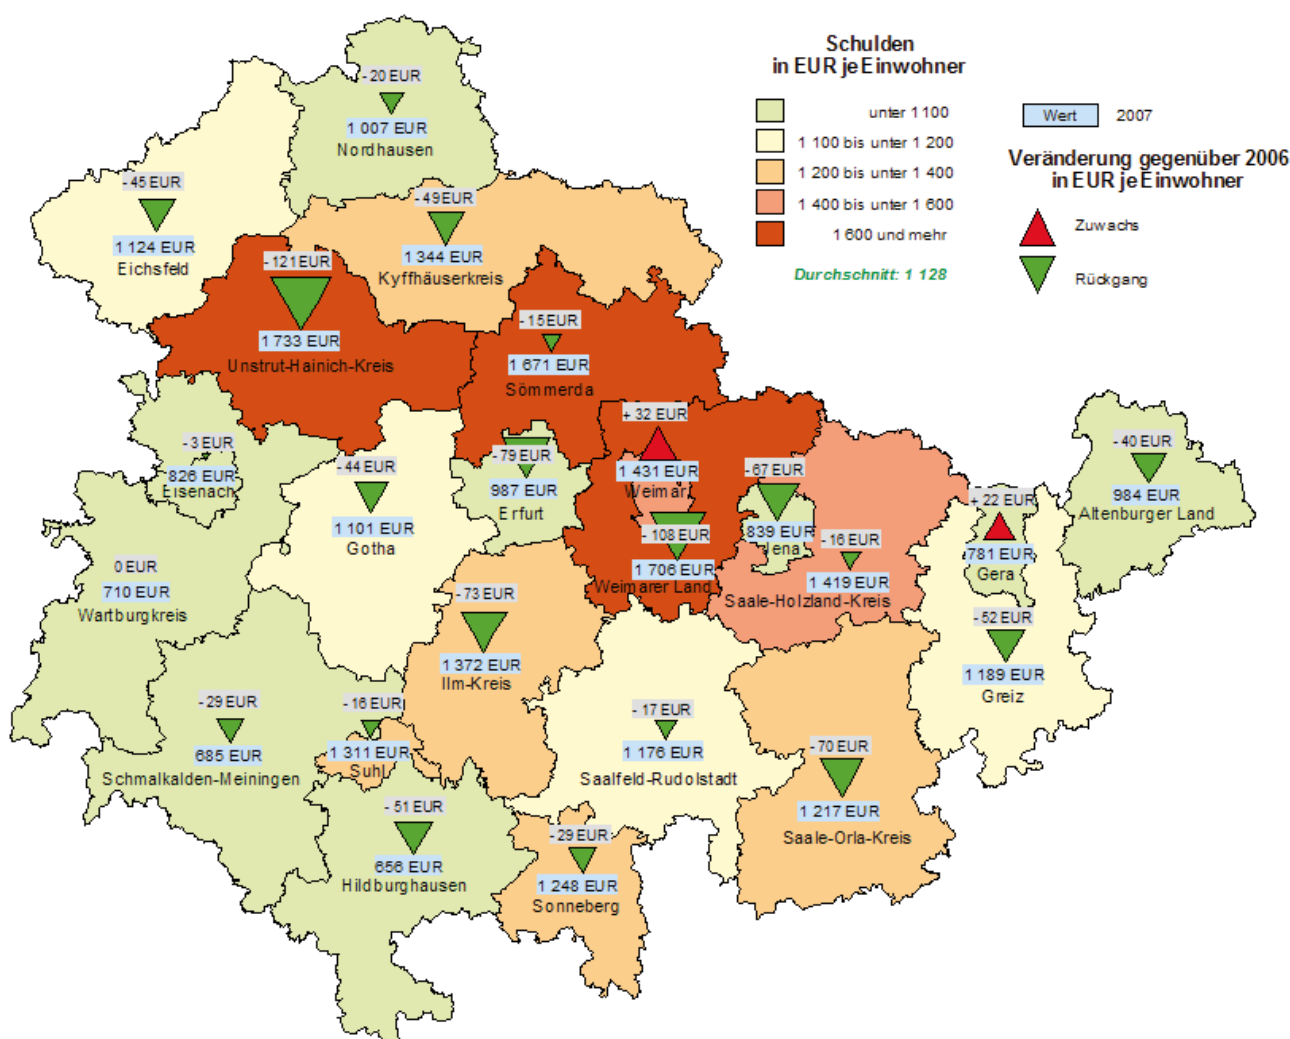 Schulden
in EUR je Einwohner
unter 1 100
1 100 bis unter 1 200
1 200 bis unter 1 400
1 400 bis unter 1 600
1 600 und mehr
Durchschnitt: 1 128
Wert 2007
Veränderung gegenüber 2006
in EUR je Einwohner
Zuwachs
Rückgang
- 20 EUR
1 007 EUR
Nordhausen
- 45 EUR
1 124 EUR
Eichsfeld
- 49 EUR
1 344 EUR
Kyffhäuserkreis
- 121 EUR
1 733 EUR
Unstrut-Hainich-Kreis
- 15 EUR
1 671 EUR
Sömmerda
- 3 EUR
826 EUR
Eisenach
- 44 EUR
1 101 EUR
Gotha
- 79 EUR
987 EUR
Erfurt
+ 32 EUR
1 431 EUR
Weimar
- 108 EUR
1 706 EUR
Weimarer Land
- 67 EUR
839 EUR
Jena
- 16 EUR
1 419 EUR
Saale-Holzland-Kreis
+ 22 EUR
781 EUR
Gera
- 40 EUR
984 EUR
Altenburger Land
0 EUR
710 EUR
Wartburgkreis
- 73 EUR
1 372 EUR
Ilm-Kreis
- 52 EUR
1 189 EUR
Greiz
- 29 EUR
685 EUR
Schmalkalden-Meiningen
- 16 EUR
1 311 EUR
Suhl
- 17 EUR
1 176 EUR
Saalfeld-Rudolstadt
- 70 EUR
1 217 EUR
Saale-Orla-Kreis
- 51 EUR
656 EUR
Hildburghausen
- 29 EUR
1 248 EUR
Sonneberg